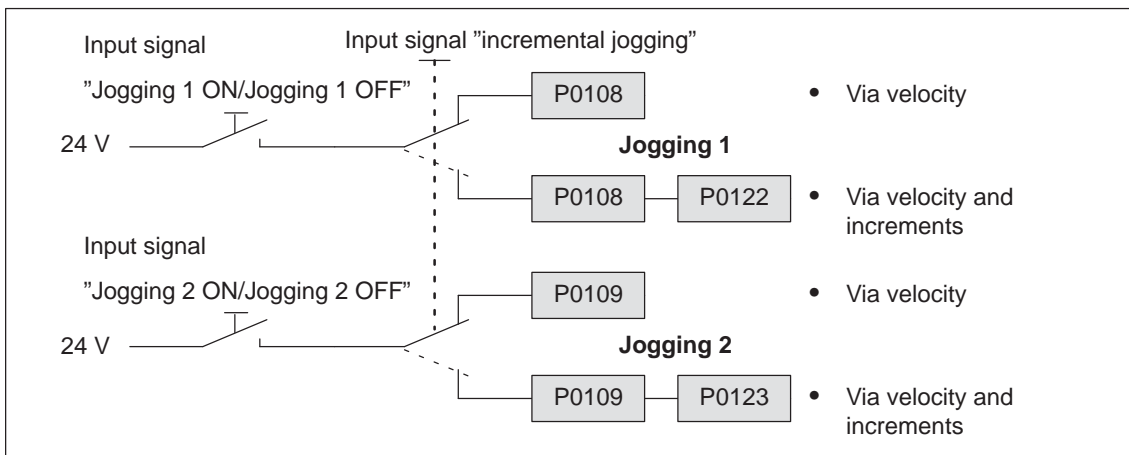 Input signal
Input signal "incremental jogging"
"Jogging 1 ON/Jogging 1 OFF"
P0108
• Via velocity
24 V
Jogging 1
P0108
P0122
• Via velocity and
increments
Input signal
"Jogging 2 ON/Jogging 2 OFF"
P0109
• Via velocity
24 V
Jogging 2
P0109
P0123
• Via velocity and
increments